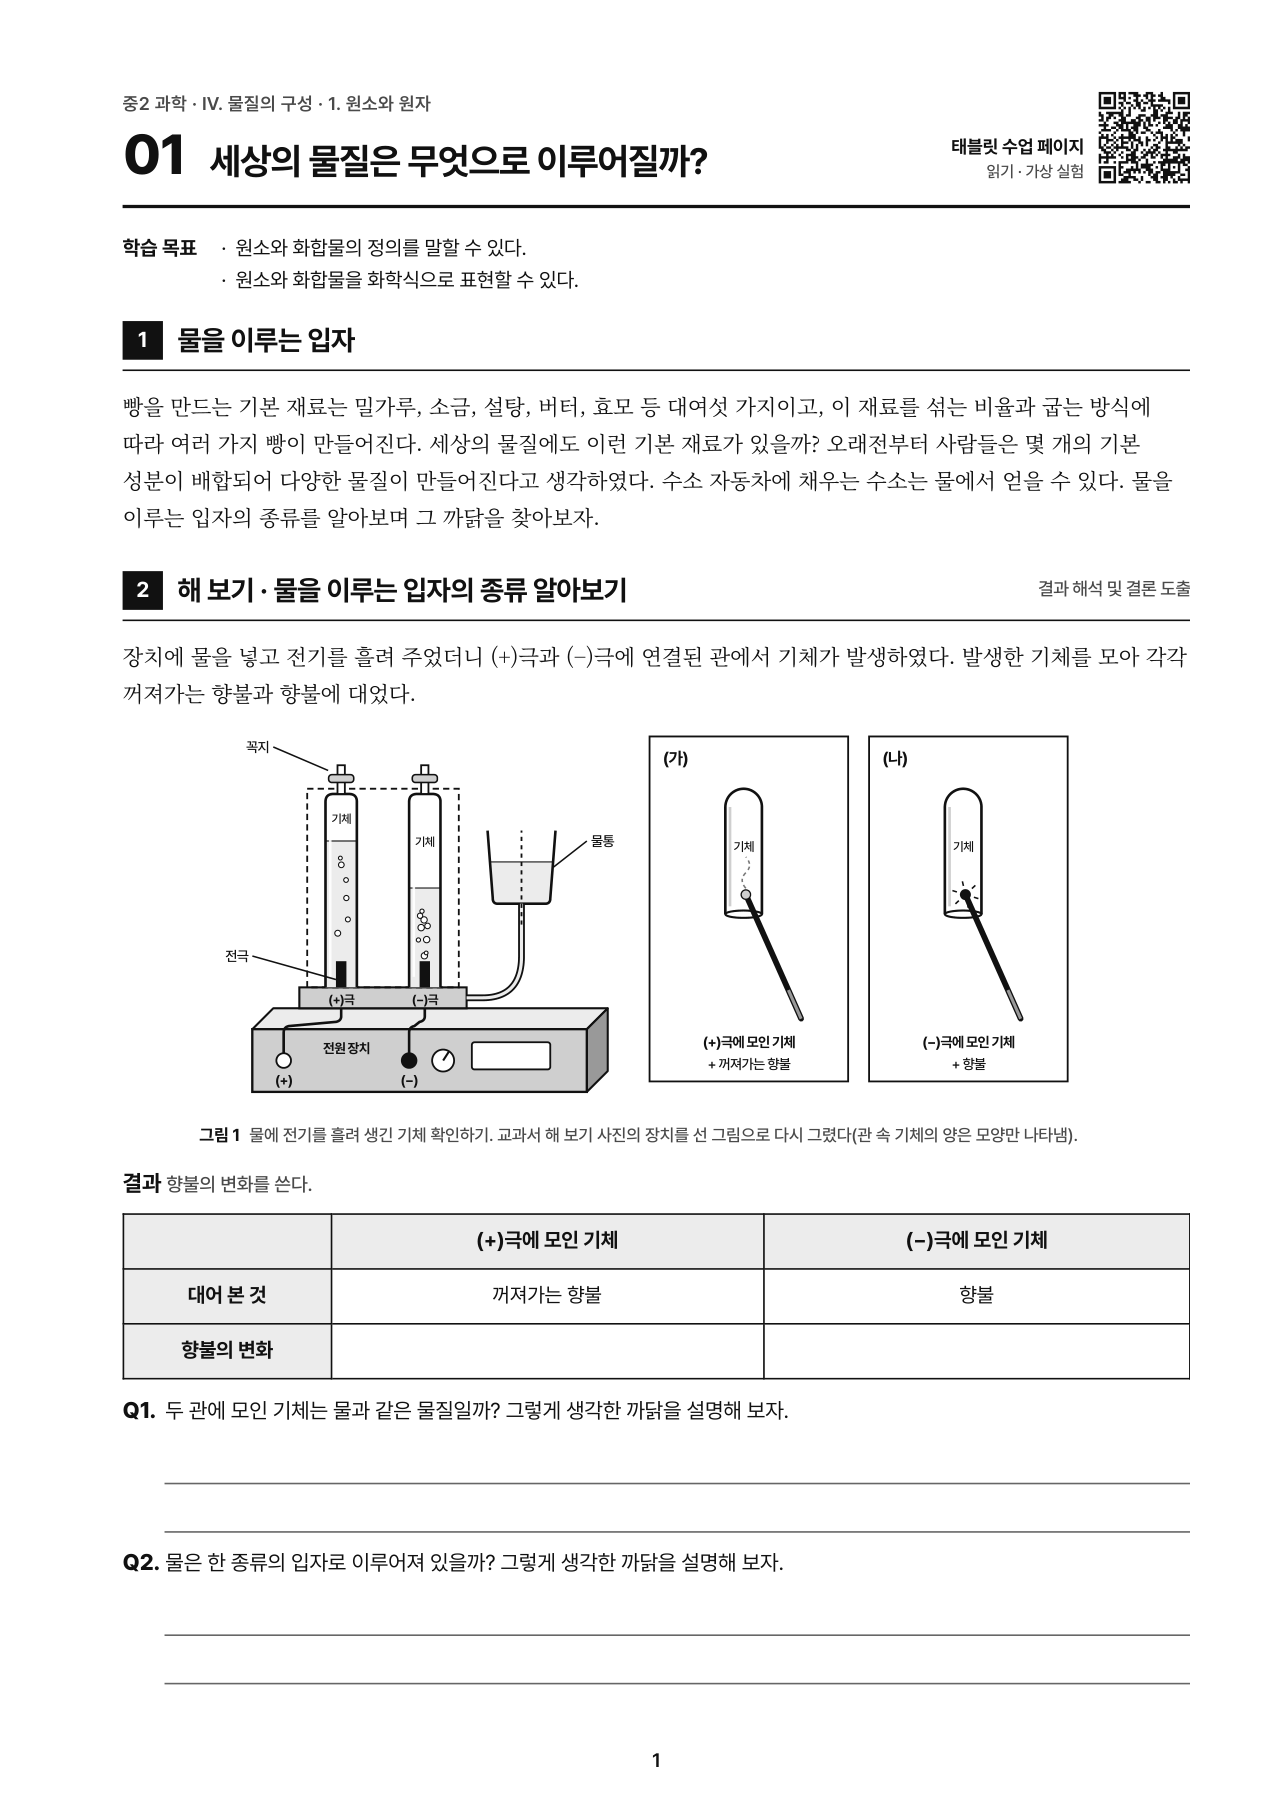 중2 과학 · IV. 물질의 구성 · 1. 원소와 원자
01 세상의 물질은 무엇으로 이루어질까?
태블릿 수업 페이지
읽기 · 가상 실험
학습 목표 · 원소와 화합물의 정의를 말할 수 있다.
· 원소와 화합물을 화학식으로 표현할 수 있다.
1 물을 이루는 입자
빵을 만드는 기본 재료는 밀가루, 소금, 설탕, 버터, 효모 등 대여섯 가지이고, 이 재료를 섞는 비율과 굽는 방식에
따라 여러 가지 빵이 만들어진다. 세상의 물질에도 이런 기본 재료가 있을까? 오래전부터 사람들은 몇 개의 기본
성분이 배합되어 다양한 물질이 만들어진다고 생각하였다. 수소 자동차에 채우는 수소는 물에서 얻을 수 있다. 물을
이루는 입자의 종류를 알아보며 그 까닭을 찾아보자.
2 해 보기 · 물을 이루는 입자의 종류 알아보기
결과 해석 및 결론 도출
장치에 물을 넣고 전기를 흘려 주었더니 (+)극과 (−)극에 연결된 관에서 기체가 발생하였다. 발생한 기체를 모아 각각
꺼져가는 향불과 향불에 대었다.
꼭지
기체
기체
물통
전극
(+)극
(−)극
전원 장치
(+)
(−)
(가)
기체
(+)극에 모인 기체
+ 꺼져가는 향불
(나)
기체
(−)극에 모인 기체
+ 향불
그림 1 물에 전기를 흘려 생긴 기체 확인하기. 교과서 해 보기 사진의 장치를 선 그림으로 다시 그렸다(관 속 기체의 양은 모양만 나타냄).
결과 향불의 변화를 쓴다.
(+)극에 모인 기체 (−)극에 모인 기체
대어 본 것 꺼져가는 향불 향불
향불의 변화
Q1. 두 관에 모인 기체는 물과 같은 물질일까? 그렇게 생각한 까닭을 설명해 보자.
Q2. 물은 한 종류의 입자로 이루어져 있을까? 그렇게 생각한 까닭을 설명해 보자.
1